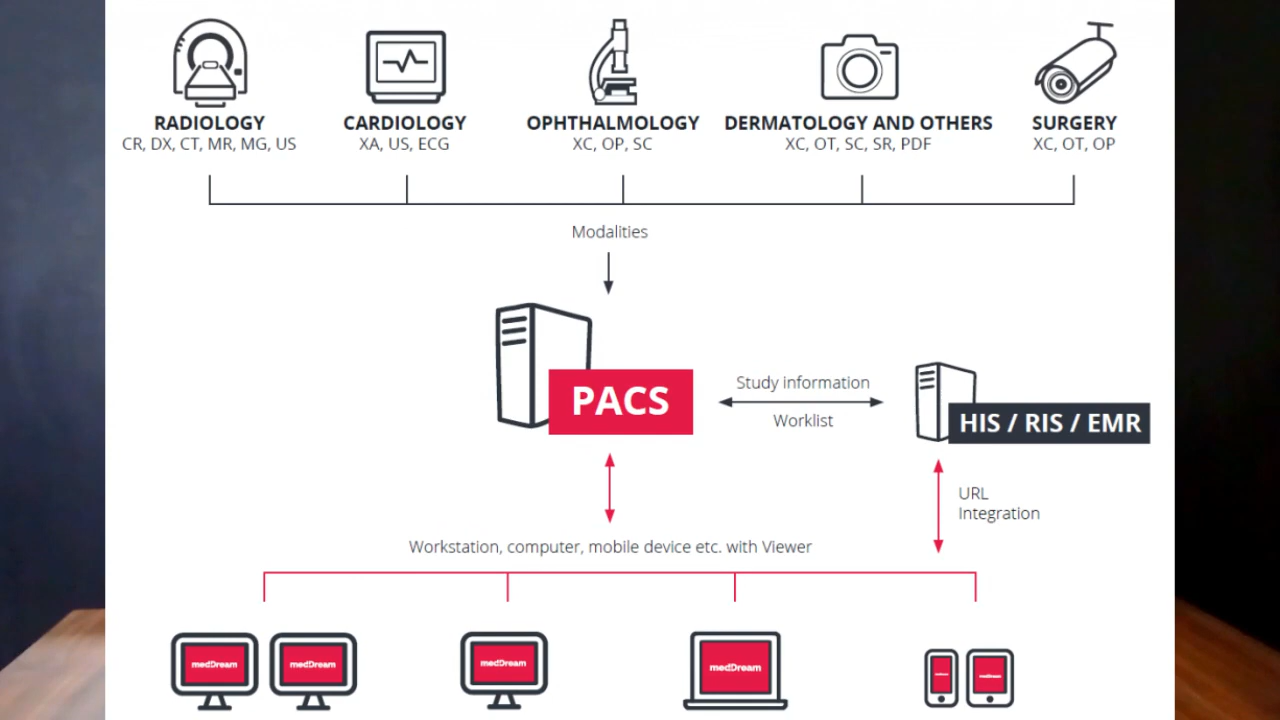 RADIOLOGY
CR, DX, CT, MR, MG, US
CARDIOLOGY
XA, US, ECG
OPHTHALMOLOGY
XC, OP, SC
DERMATOLOGY AND OTHERS
XC, OT, SC, SR, PDF
SURGERY
XC, OT, OP
Modalities
PACS
Study information
Worklist
HIS / RIS / EMR
URL
Integration
Workstation, computer, mobile device etc. with Viewer
medDream
medDream
medDream
medDream